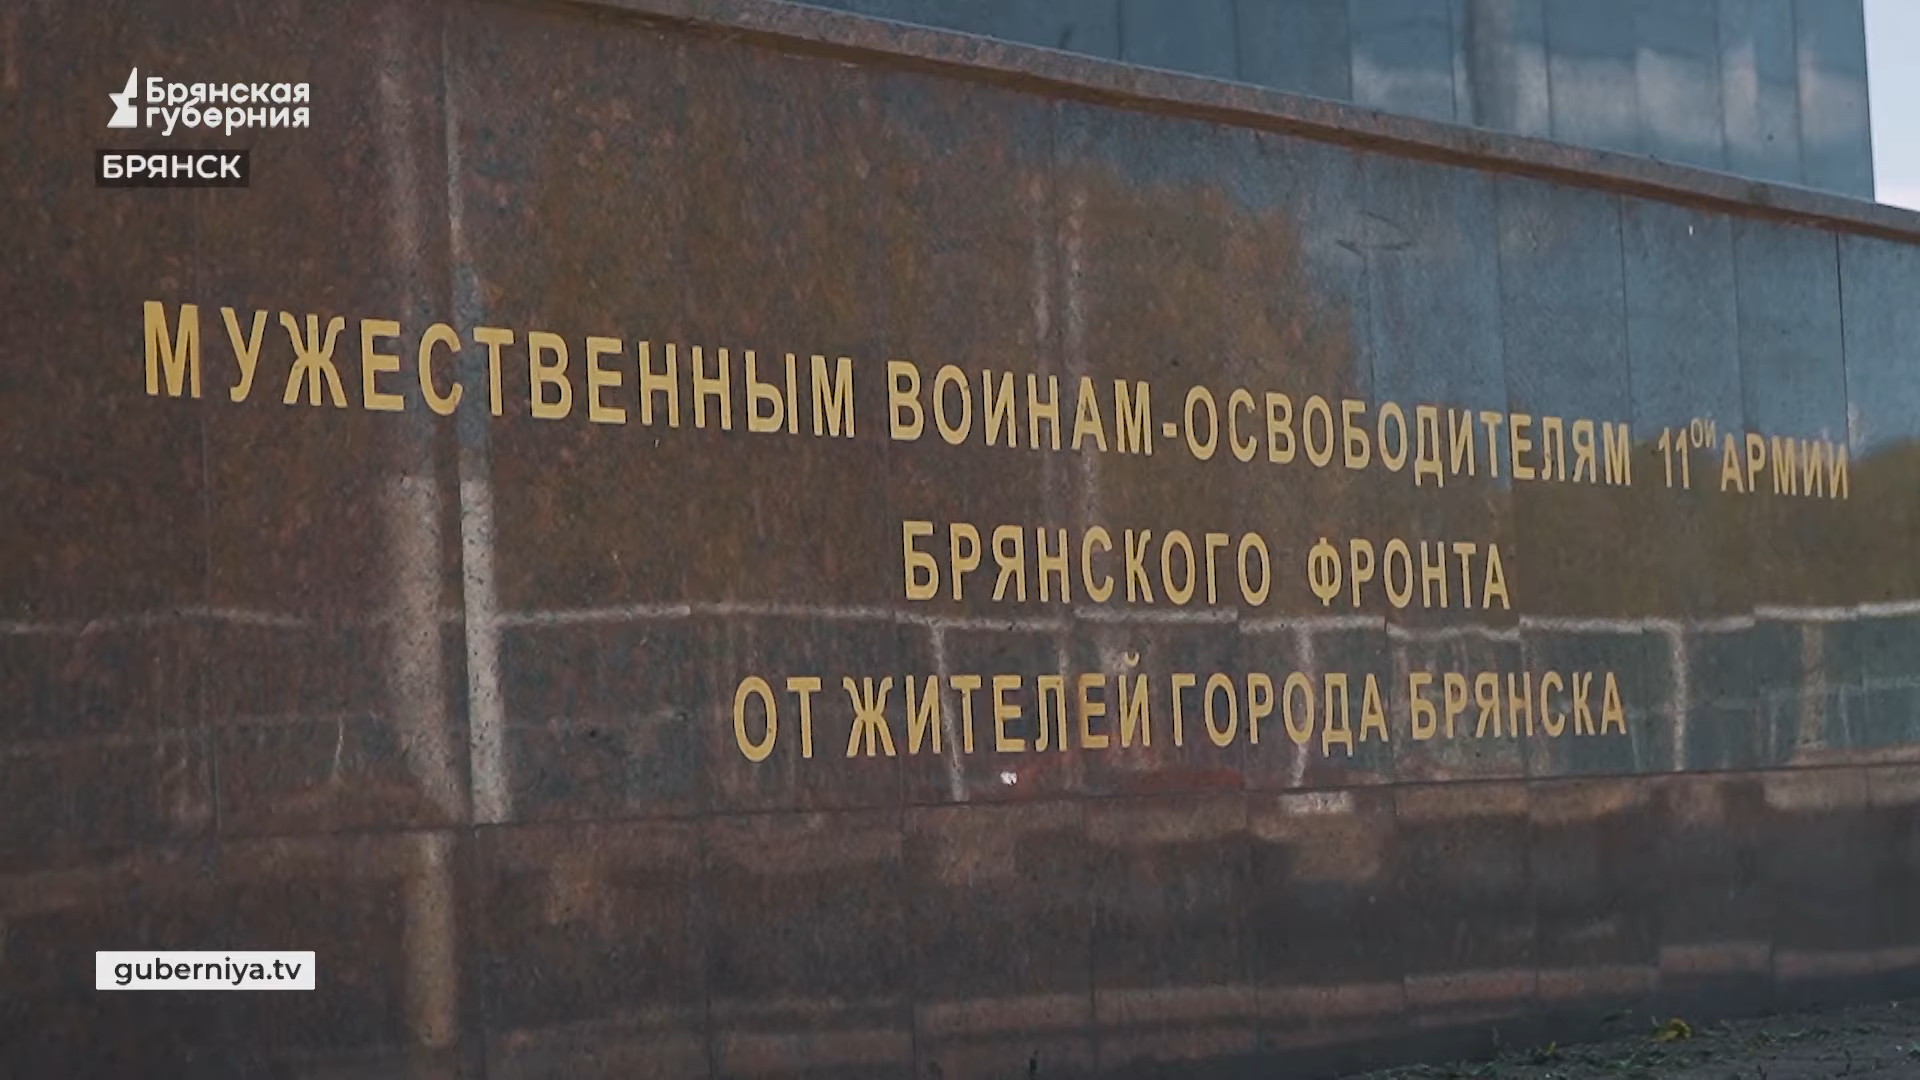 Брянская
губерния
БРЯНСК
МУЖЕСТВЕННЫМ ВОИНАМ-ОСВОБОДИТЕЛЯМ 11ОЙ АРМИИ
БРЯНСКОГО ФРОНТА
ОТ ЖИТЕЛЕЙ ГОРОДА БРЯНСКА
guberniya.tv